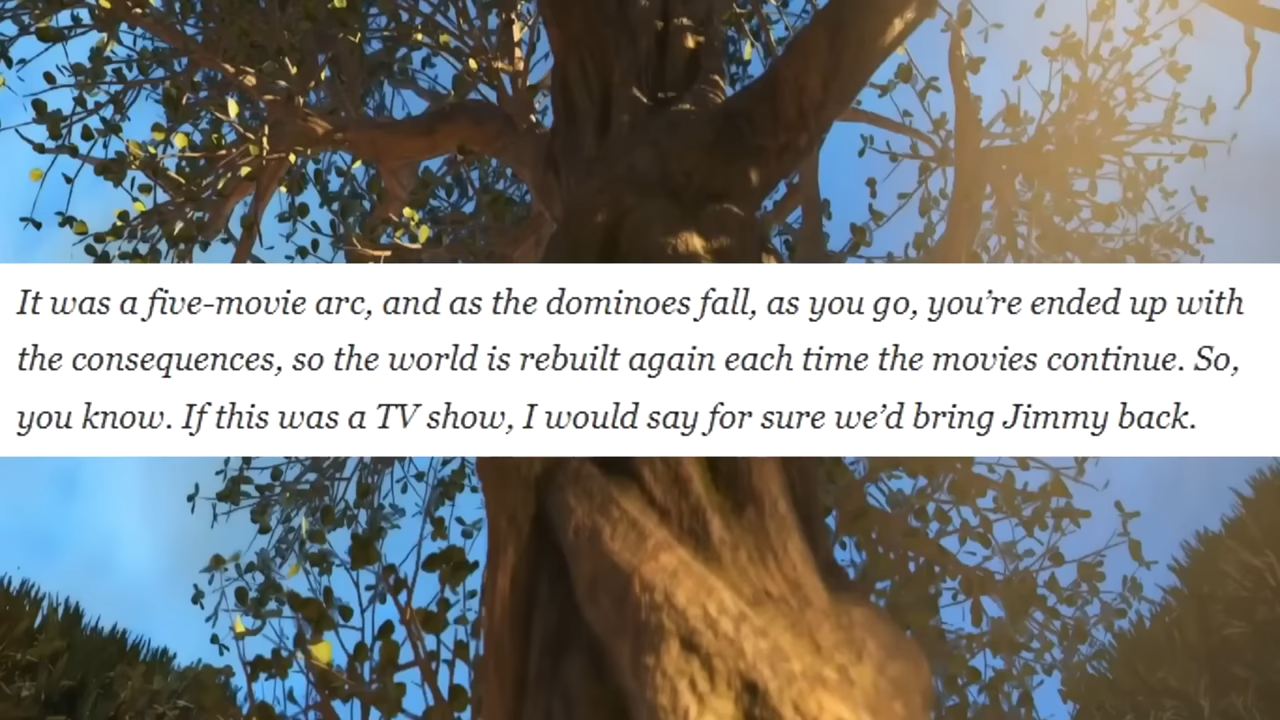 It was a five-movie arc, and as the dominoes fall, as you go, you’re ended up with
the consequences, so the world is rebuilt again each time the movies continue. So,
you know. If this was a TV show, I would say for sure we’d bring Jimmy back.